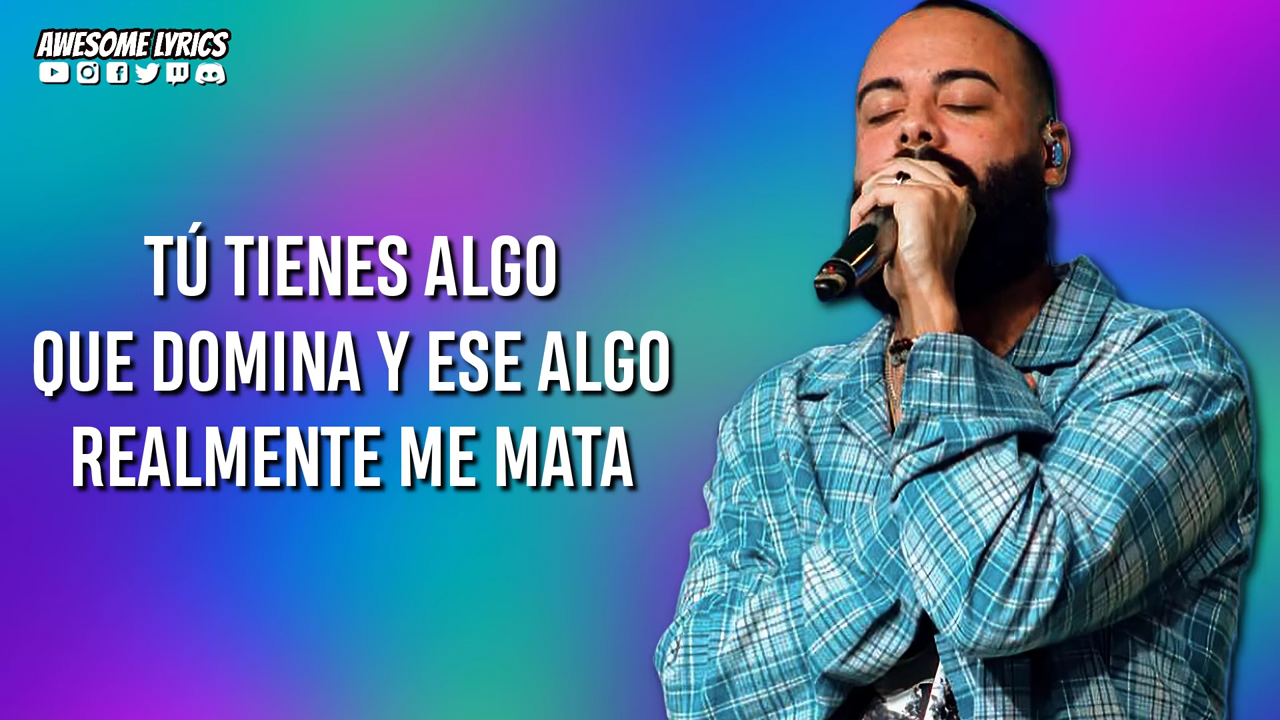 AWESOME LYRICS
TÚ TIENES ALGO
QUE DOMINA Y ESE ALGO
REALMENTE ME MATA